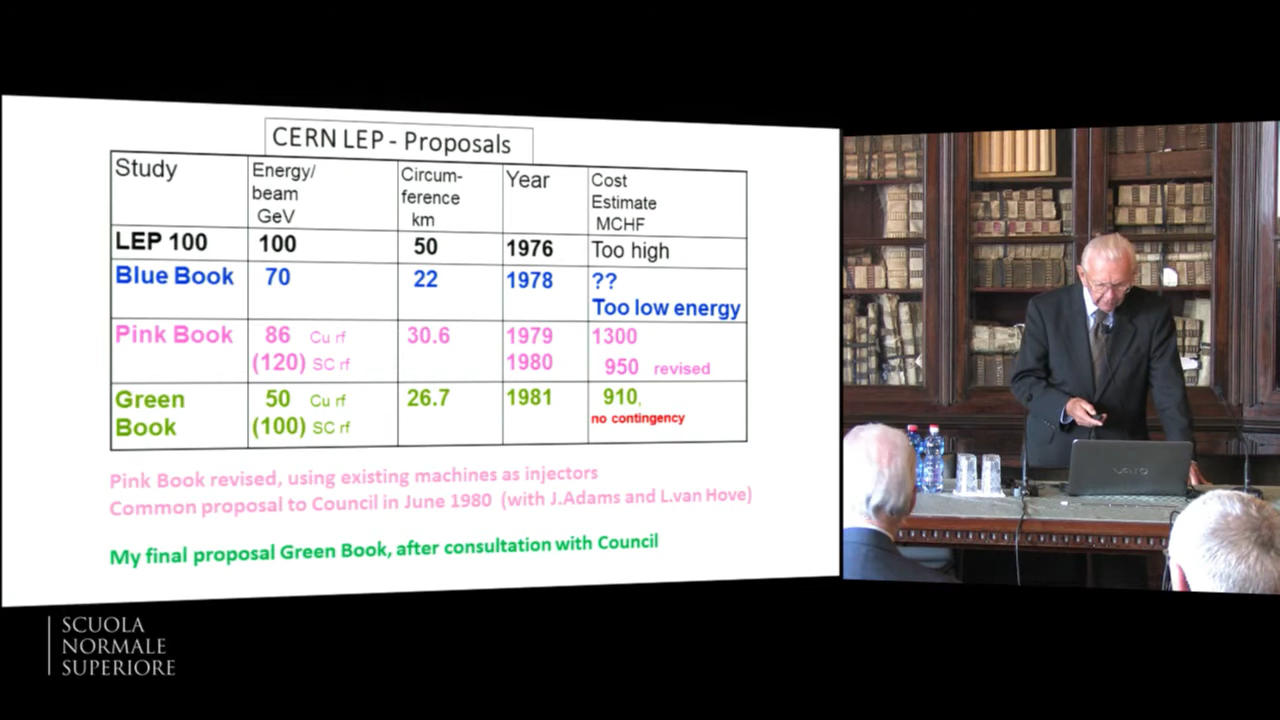 CERN LEP - Proposals
Study
Energy/
beam
GeV
Circum-
ference
km
Year
Cost
Estimate
MCHF
LEP 100
100
50
1976
Too high
Blue Book
70
22
1978
??
Too low energy
Pink Book
86 Cu rf
(120) SC rf
30.6
1979
1980
1300
950 revised
Green
Book
50 Cu rf
(100) SC rf
26.7
1981
910,
no contingency
Pink Book revised, using existing machines as injectors
Common proposal to Council in June 1980 (with J.Adams and L.van Hove)
My final proposal Green Book, after consultation with Council
VAIO
SCUOLA
NORMALE
SUPERIORE